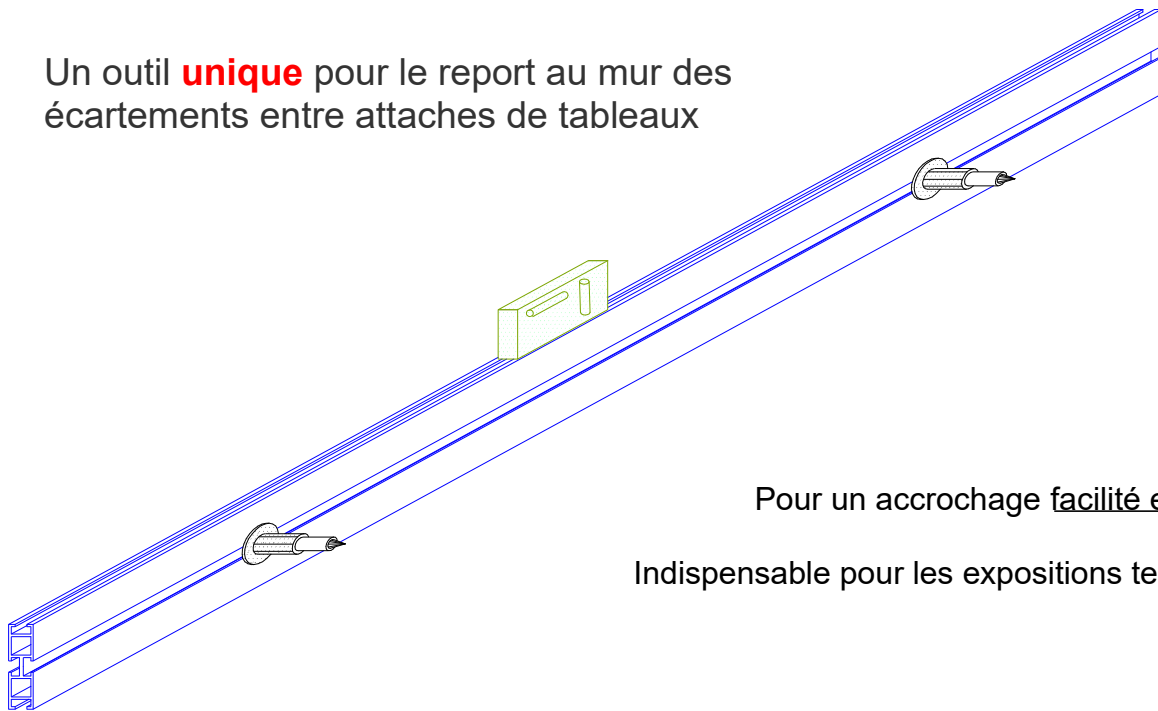 Un outil unique pour le report au mur des
écartements entre attaches de tableaux
Pour un accrochage facilité e
Indispensable pour les expositions te